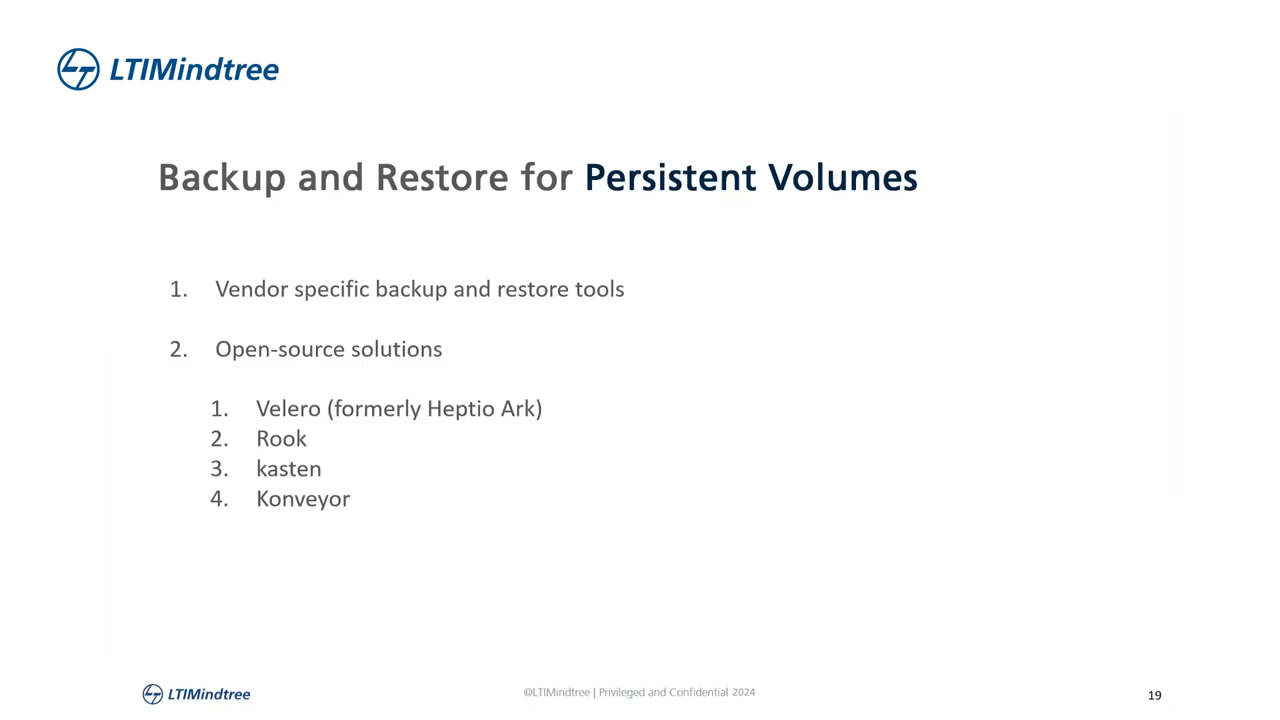 LTIMindtree
Backup and Restore for Persistent Volumes
1. Vendor specific backup and restore tools
2. Open-source solutions
1. Velero (formerly Heptio Ark)
2. Rook
3. kasten
4. Konveyor
LTIMindtree
©LTIMindtree | Privileged and Confidential 2024
19